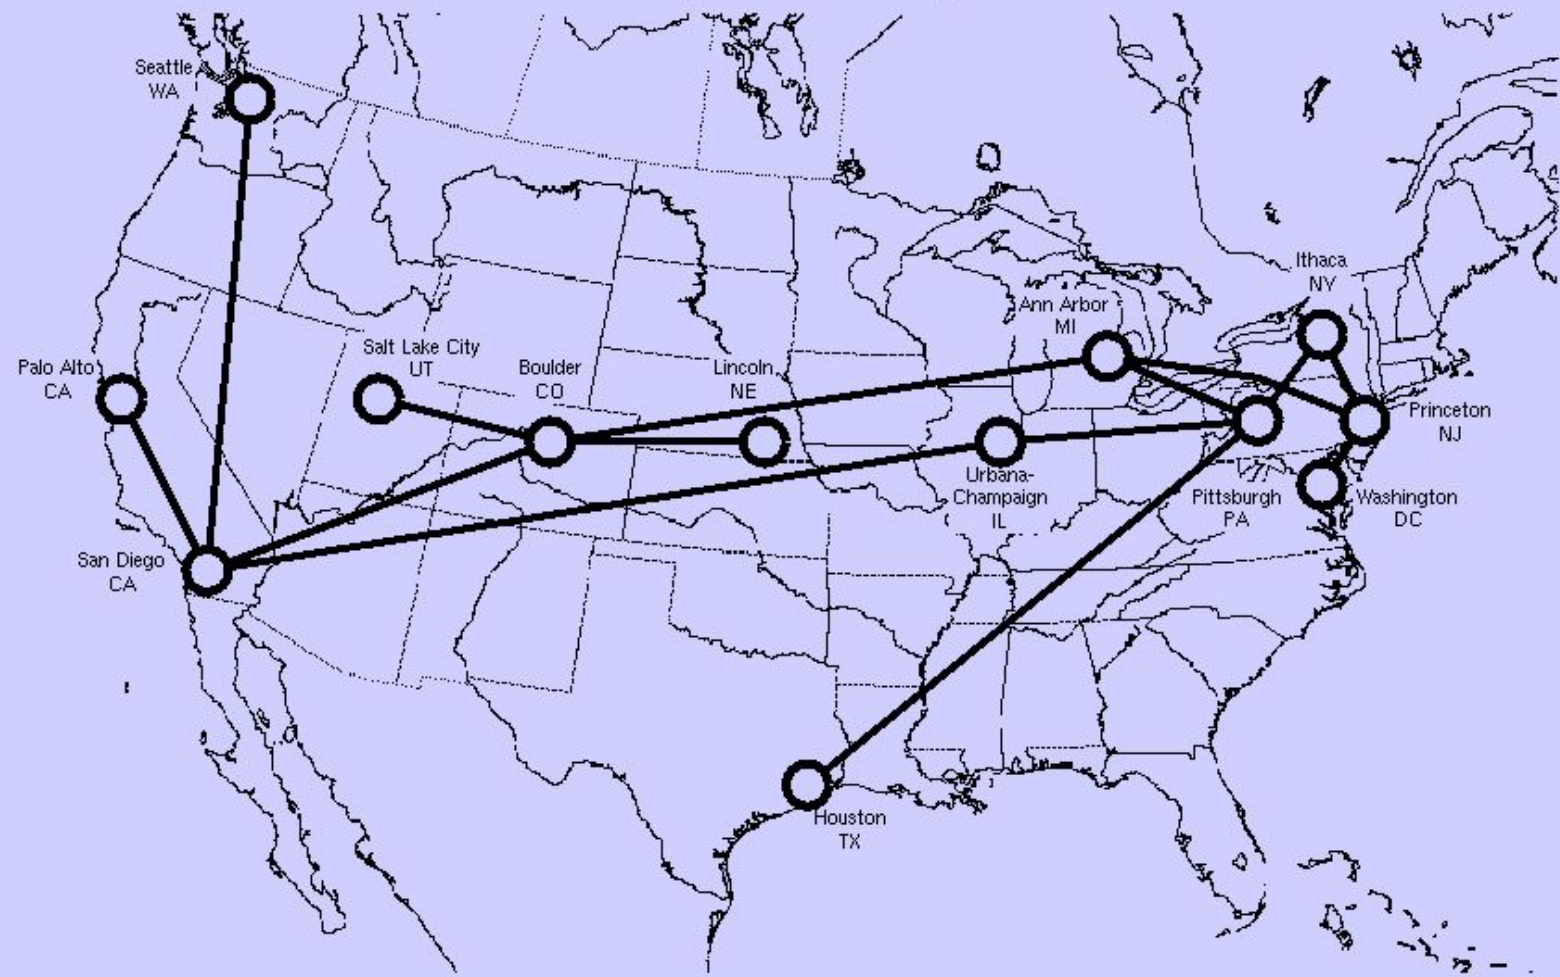 Seattle
WA
Ithaca
NY
Ann Arbor
MI
Salt Lake City
UT
Boulder
CO
Lincoln
NE
Palo Alto
CA
Princeton
NJ
Urbana-
Champaign
IL
Pittsburgh
PA
Washington
DC
San Diego
CA
Houston
TX